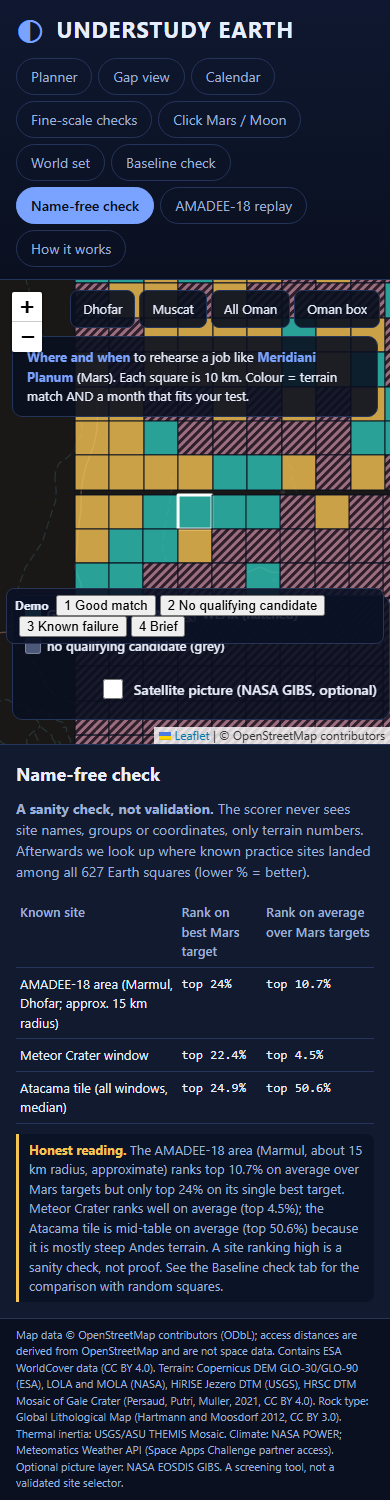 UNDERSTUDY EARTH
Planner
Gap view
Calendar
Fine-scale checks
Click Mars / Moon
World set
Baseline check
Name-free check
AMADEE-18 replay
How it works
+
−
Dhofar
Muscat
All Oman
Oman box
Where and when to rehearse a job like Meridiani
Planum (Mars). Each square is 10 km. Colour = terrain
match AND a month that fits your test.
Demo 1 Good match 2 No qualifying candidate
3 Known failure 4 Brief
no qualifying candidate (grey)
Satellite picture (NASA GIBS, optional)
Leaflet | © OpenStreetMap contributors
Name-free check
A sanity check, not validation. The scorer never sees
site names, groups or coordinates, only terrain numbers.
Afterwards we look up where known practice sites landed
among all 627 Earth squares (lower % = better).
Known site
Rank on
best Mars
target
Rank on average
over Mars targets
AMADEE-18 area (Marmul,
Dhofar; approx. 15 km
radius)
top 24%
top 10.7%
Meteor Crater window
top 22.4%
top 4.5%
Atacama tile (all windows,
median)
top 24.9%
top 50.6%
Honest reading. The AMADEE-18 area (Marmul, about 15
km radius, approximate) ranks top 10.7% on average over
Mars targets but only top 24% on its single best target.
Meteor Crater ranks well on average (top 4.5%); the
Atacama tile is mid-table on average (top 50.6%) because
it is mostly steep Andes terrain. A site ranking high is a
sanity check, not proof. See the Baseline check tab for the
comparison with random squares.
Map data © OpenStreetMap contributors (ODbL); access distances are
derived from OpenStreetMap and are not space data. Contains ESA
WorldCover data (CC BY 4.0). Terrain: Copernicus DEM GLO-30/GLO-90
(ESA), LOLA and MOLA (NASA), HiRISE Jezero DTM (USGS), HRSC DTM
Mosaic of Gale Crater (Persaud, Putri, Muller, 2021, CC BY 4.0). Rock type:
Global Lithological Map (Hartmann and Moosdorf 2012, CC BY 3.0).
Thermal inertia: USGS/ASU THEMIS Mosaic. Climate: NASA POWER;
Meteomatics Weather API (Space Apps Challenge partner access).
Optional picture layer: NASA EOSDIS GIBS. A screening tool, not a
validated site selector.